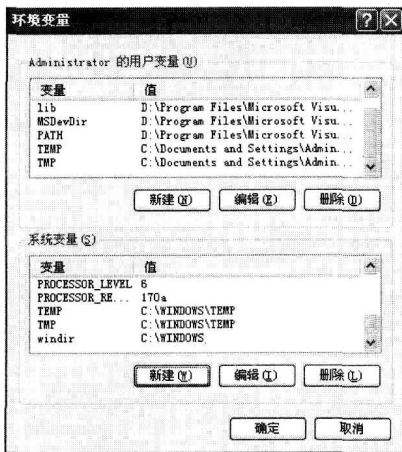 环境变量
Administrator 的用户变量(U)
变量 值
lib D:\Program Files\Microsoft Visu...
MSDevDir D:\Program Files\Microsoft Visu...
PATH D:\Program Files\Microsoft Visu...
TEMP C:\Documents and Settings\Admin...
TMP C:\Documents and Settings\Admin...
新建(N) 编辑(E) 删除(D)
系统变量(S)
变量 值
PROCESSOR_LEVEL 6
PROCESSOR_RE... 170a
TEMP C:\WINDOWS\TEMP
TMP C:\WINDOWS\TEMP
windir C:\WINDOWS
新建(W) 编辑(I) 删除(L)
确定 取消